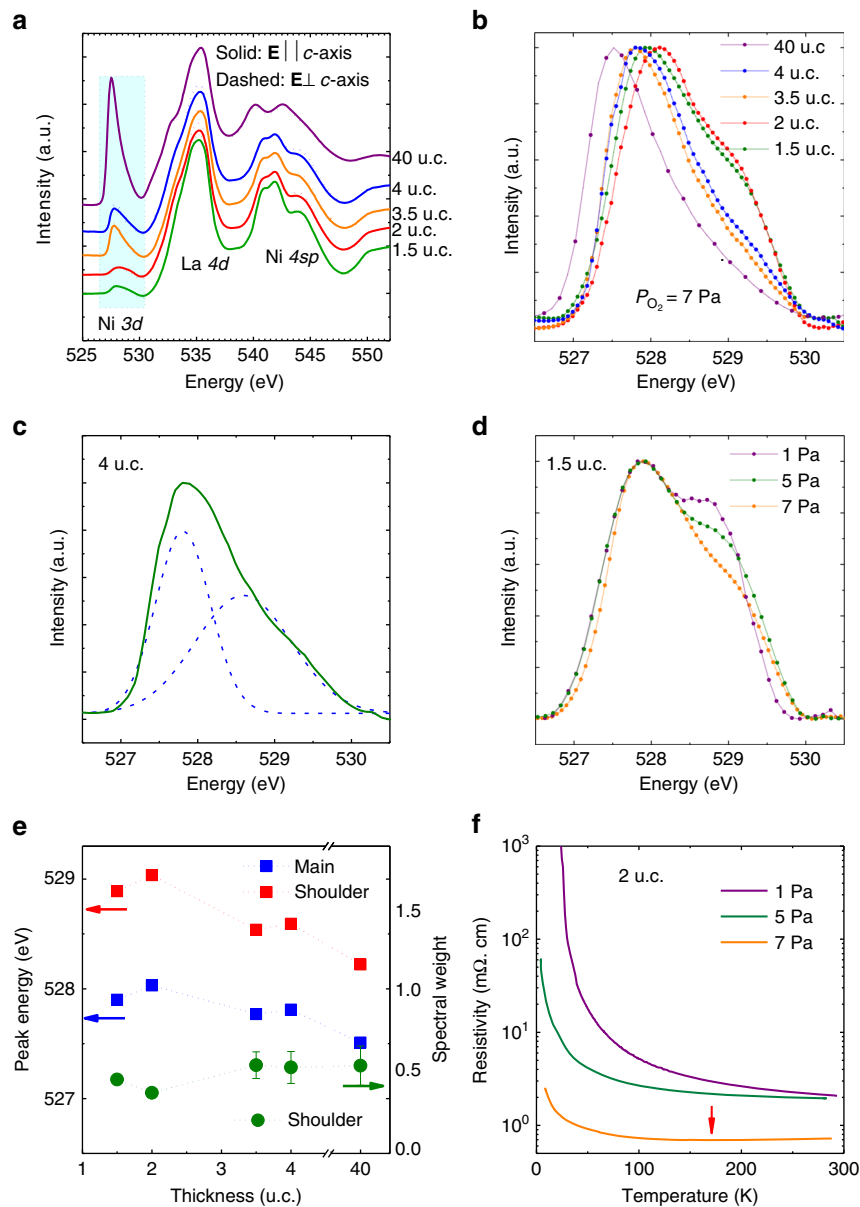 a
Solid: E || c-axis
Dashed: E⊥ c-axis
Intensity (a.u.)
40 u.c.
4 u.c.
3.5 u.c.
2 u.c.
1.5 u.c.
La 4d
Ni 4sp
Ni 3d
525 530 535 540 545 550
Energy (eV)
b
40 u.c
4 u.c.
3.5 u.c.
2 u.c.
1.5 u.c.
Intensity (a.u.)
PO₂ = 7 Pa
527 528 529 530
Energy (eV)
c
4 u.c.
Intensity (a.u.)
527 528 529 530
Energy (eV)
d
1.5 u.c.
1 Pa
5 Pa
7 Pa
Intensity (a.u.)
527 528 529 530
Energy (eV)
e
Main
Shoulder
529
528
527
Peak energy (eV)
1.5
1.0
0.5
0.0
Spectral weight
Shoulder
1 2 3 4 40
Thickness (u.c.)
f
2 u.c.
1 Pa
5 Pa
7 Pa
10³
10²
10¹
10⁰
Resistivity (mΩ. cm)
0 100 200 300
Temperature (K)